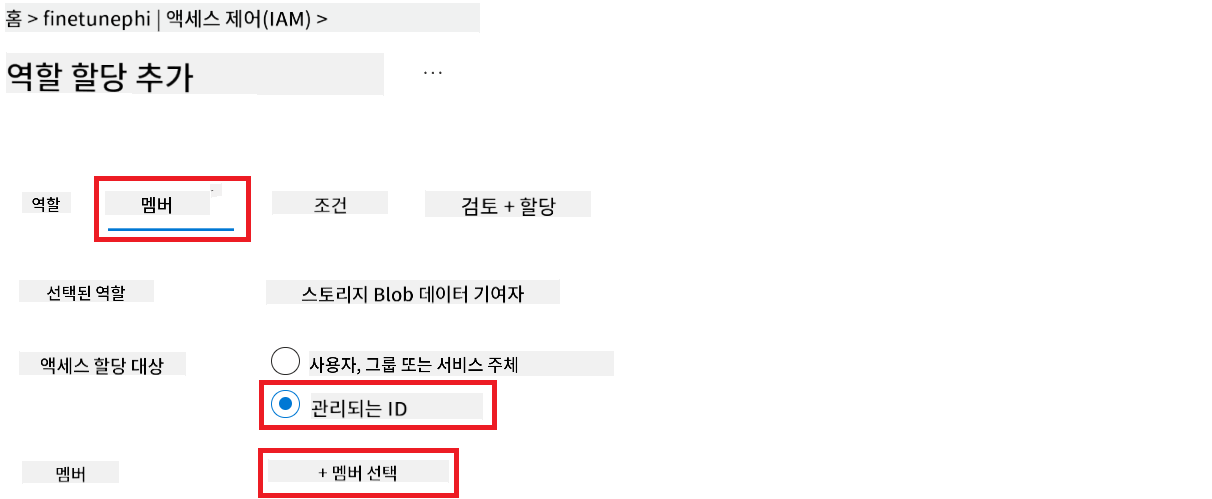 홈 > finetunephi | 액세스 제어(IAM) >
역할 할당 추가 ...
역할 멤버 조건 검토 + 할당
선택된 역할 스토리지 Blob 데이터 기여자
액세스 할당 대상 사용자, 그룹 또는 서비스 주체
관리되는 ID
멤버 + 멤버 선택